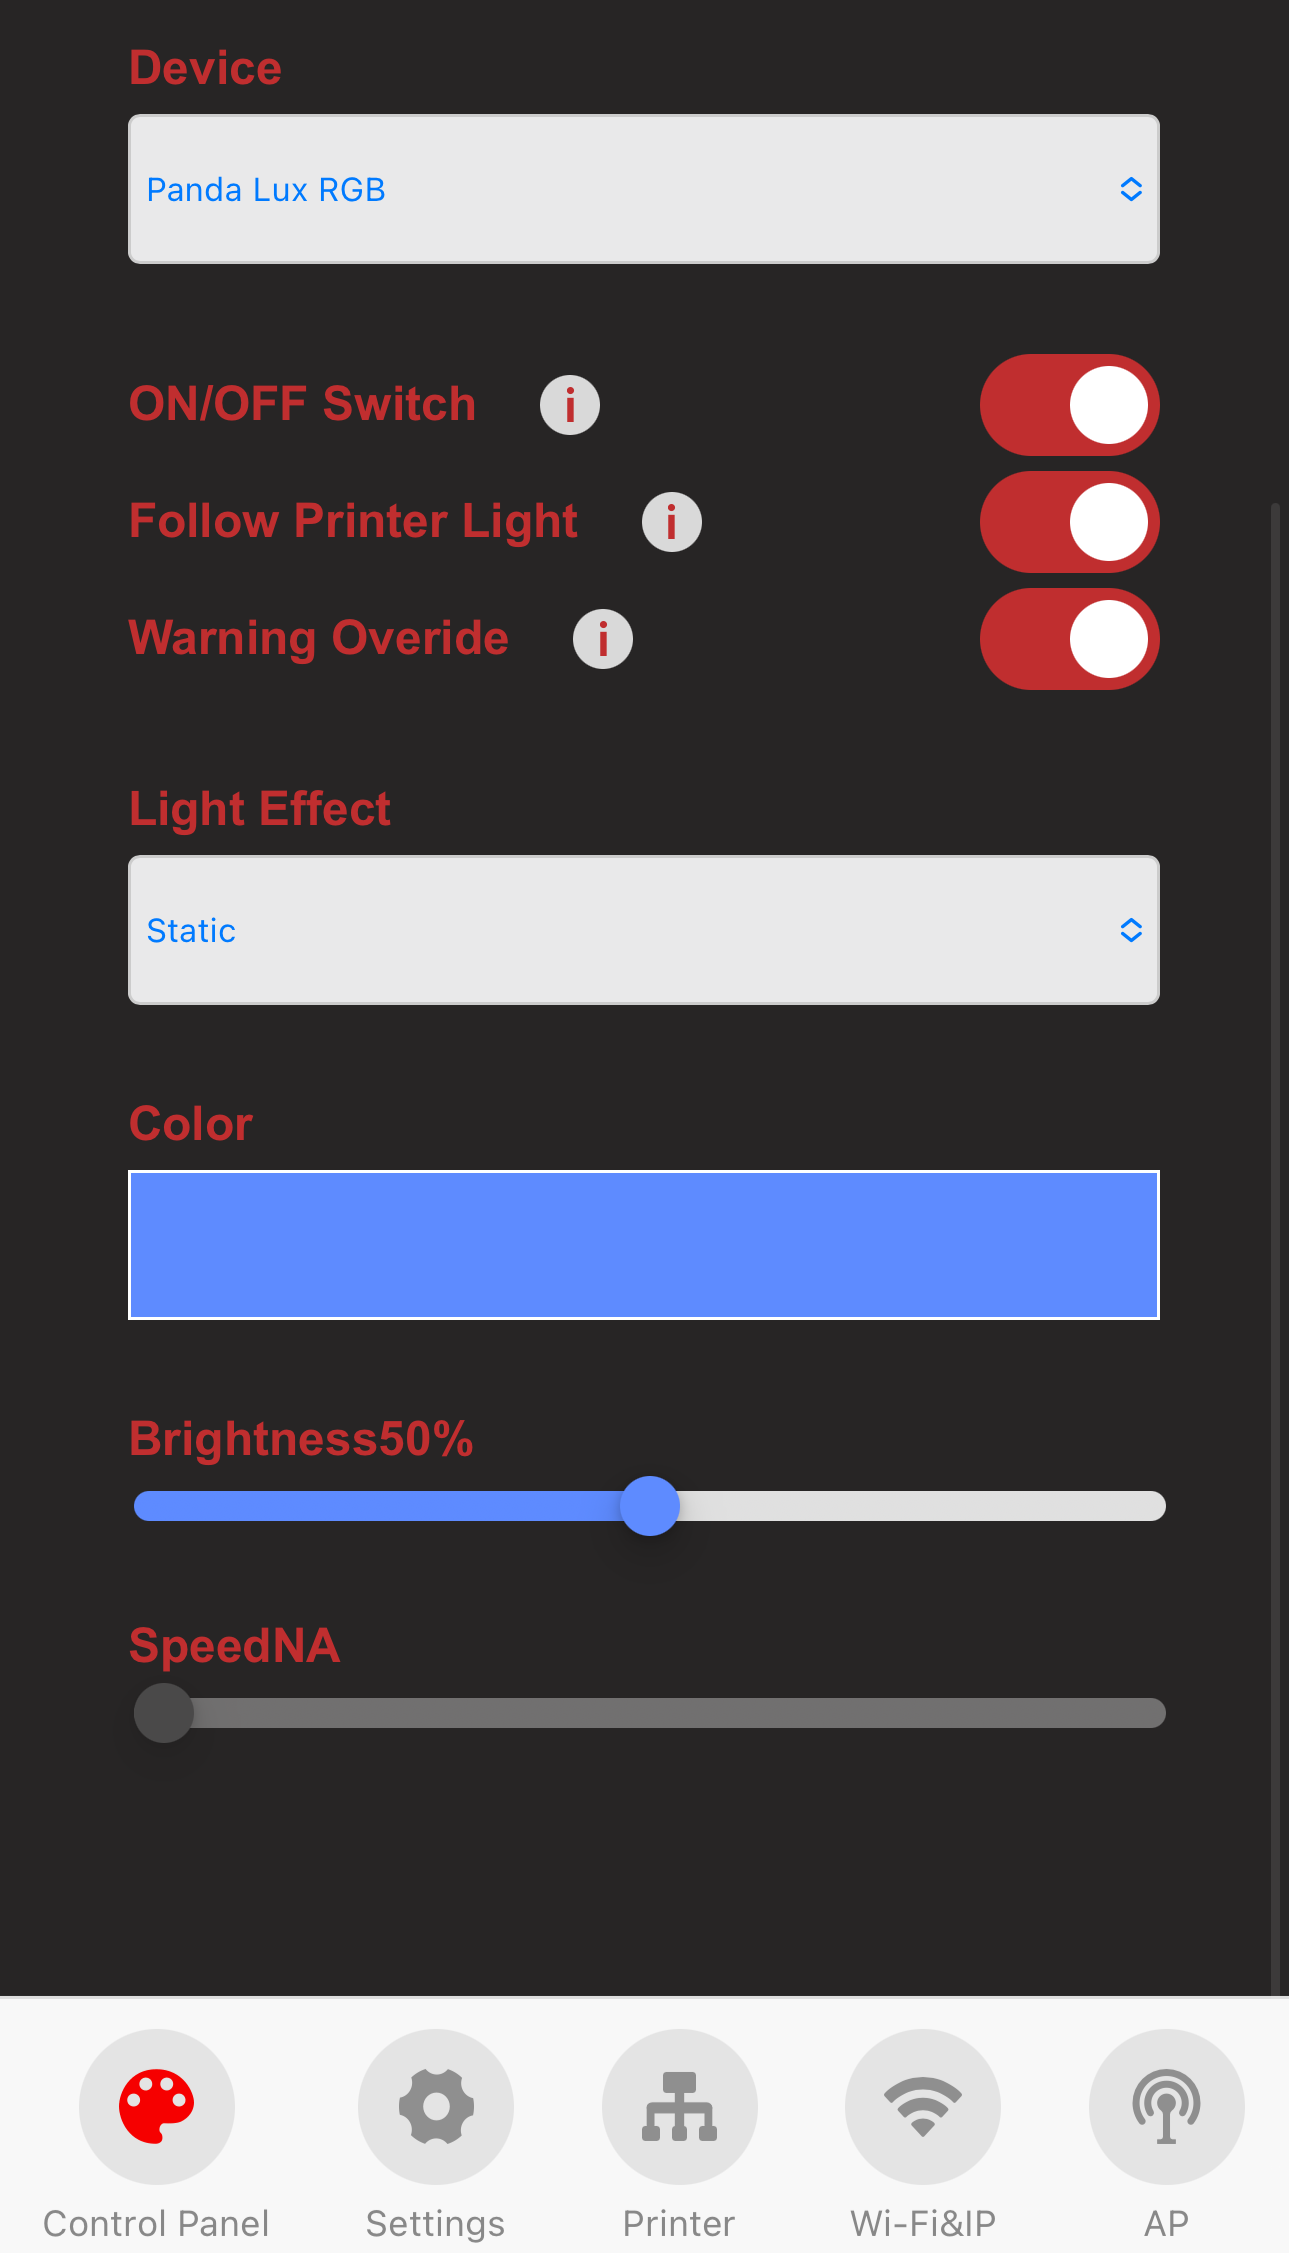 Device
Panda Lux RGB
ON/OFF Switch i
Follow Printer Light i
Warning Overide i
Light Effect
Static
Color
Brightness50%
SpeedNA
Control Panel Settings Printer Wi-Fi&IP AP